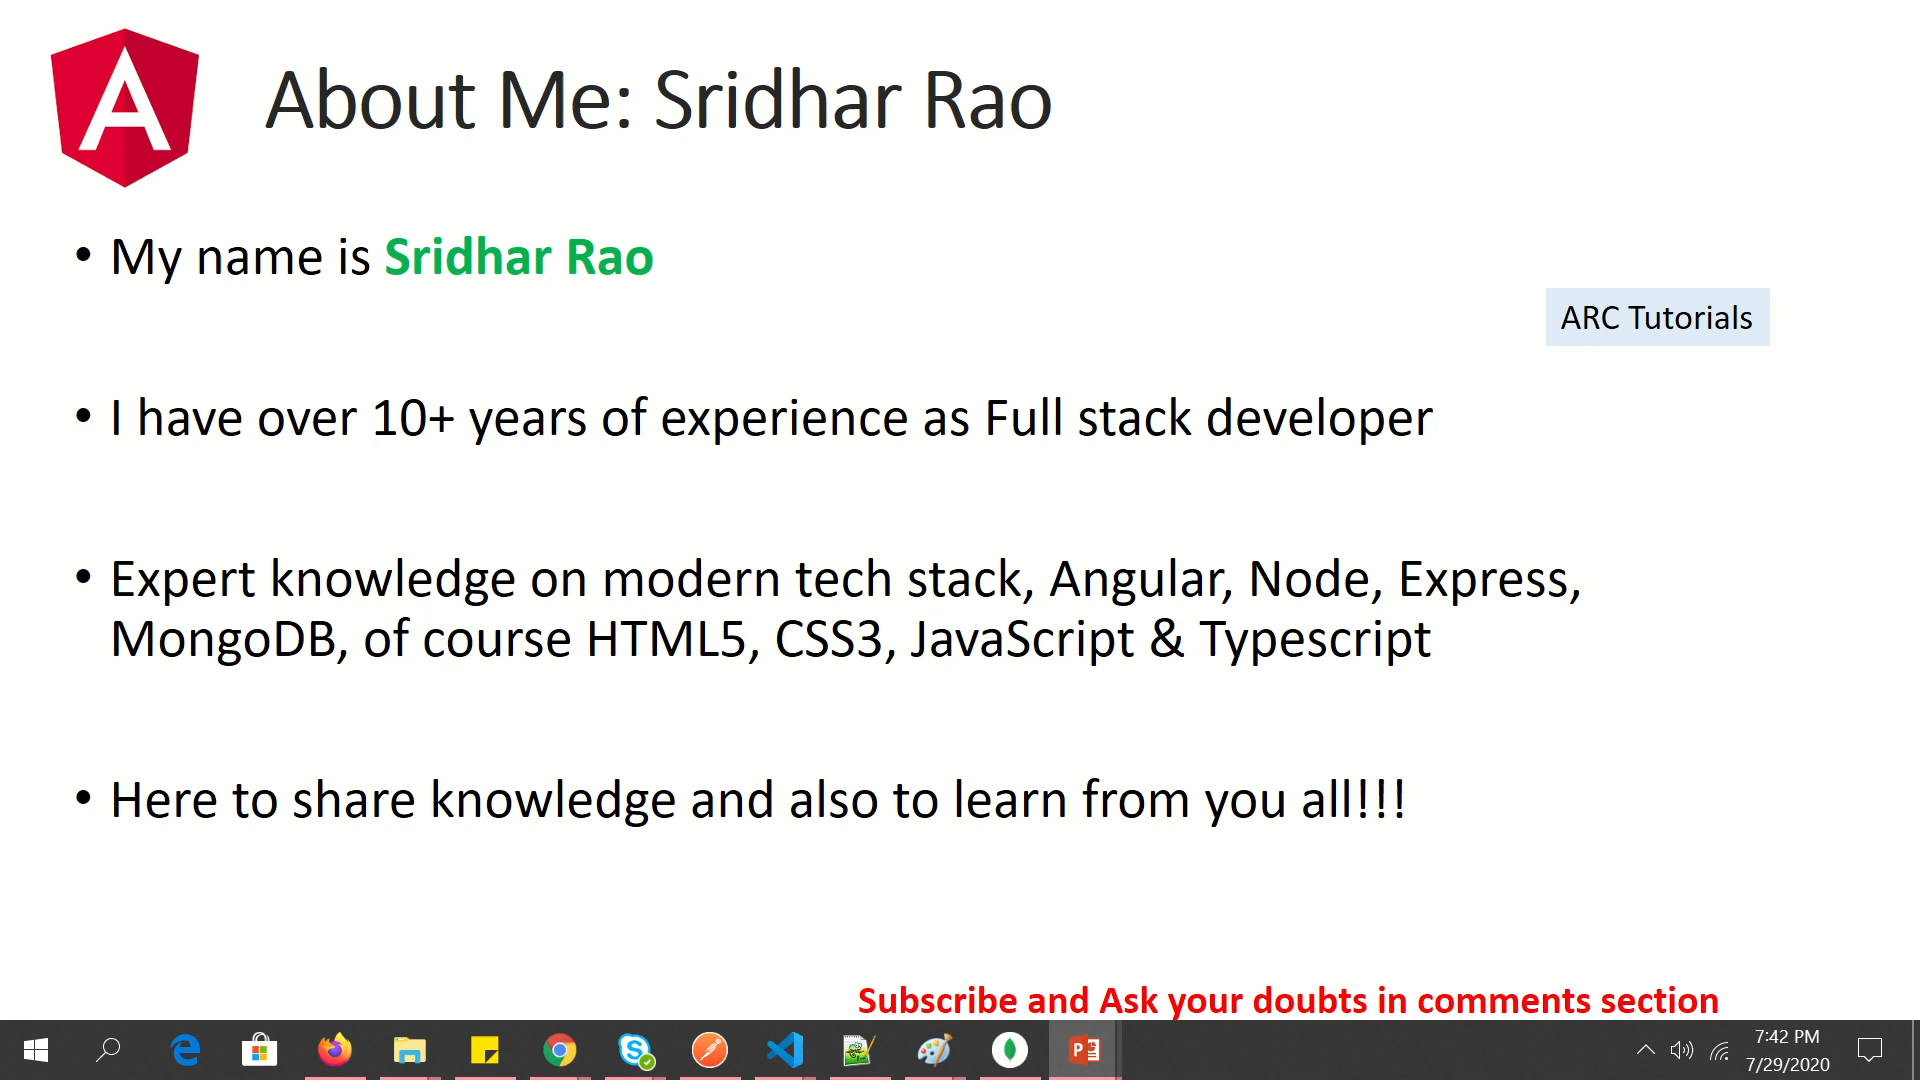 About Me: Sridhar Rao
• My name is Sridhar Rao
ARC Tutorials
• I have over 10+ years of experience as Full stack developer
• Expert knowledge on modern tech stack, Angular, Node, Express,
MongoDB, of course HTML5, CSS3, JavaScript & Typescript
• Here to share knowledge and also to learn from you all!!!
Subscribe and Ask your doubts in comments section
7:42 PM
7/29/2020